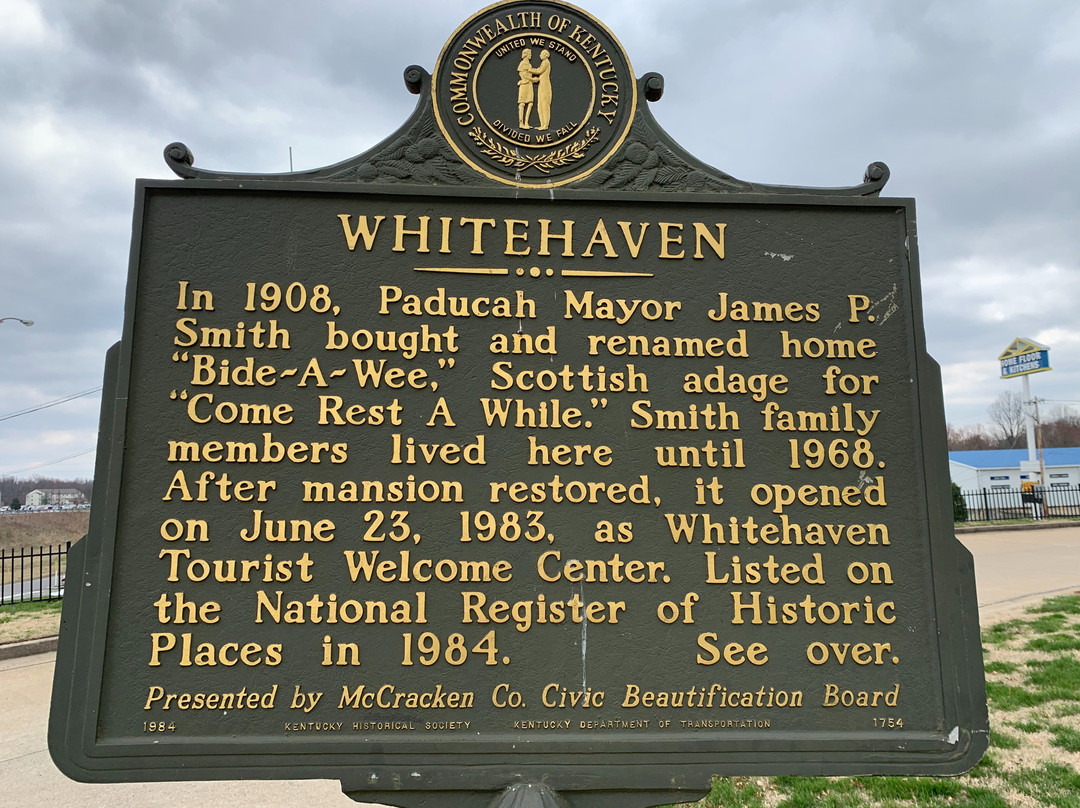 COMMONWEALTH OF KENTUCKY
UNITED WE STAND
DIVIDED WE FALL
WHITEHAVEN
In 1908, Paducah Mayor James P.
Smith bought and renamed home
“Bide-A-Wee,” Scottish adage for
“Come Rest A While.” Smith family
members lived here until 1968.
After mansion restored, it opened
on June 23, 1983, as Whitehaven
Tourist Welcome Center. Listed on
the National Register of Historic
Places in 1984. See over.
Presented by McCracken Co. Civic Beautification Board
1984 KENTUCKY HISTORICAL SOCIETY KENTUCKY DEPARTMENT OF TRANSPORTATION 1754
FLOOR
& KITCHENS